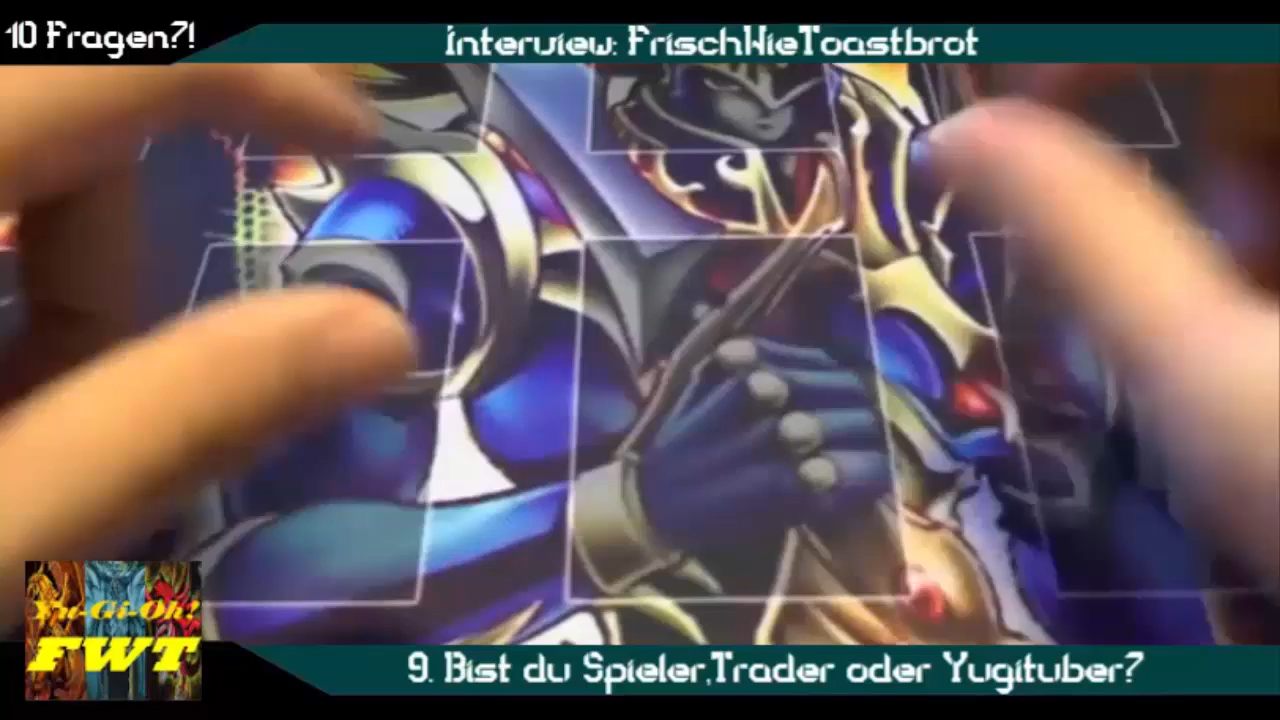 10 Fragen?!
Interview: FrischWieToastbrot
Yu-Gi-Oh!
FWT
9. Bist du Spieler,Trader oder Yugituber?